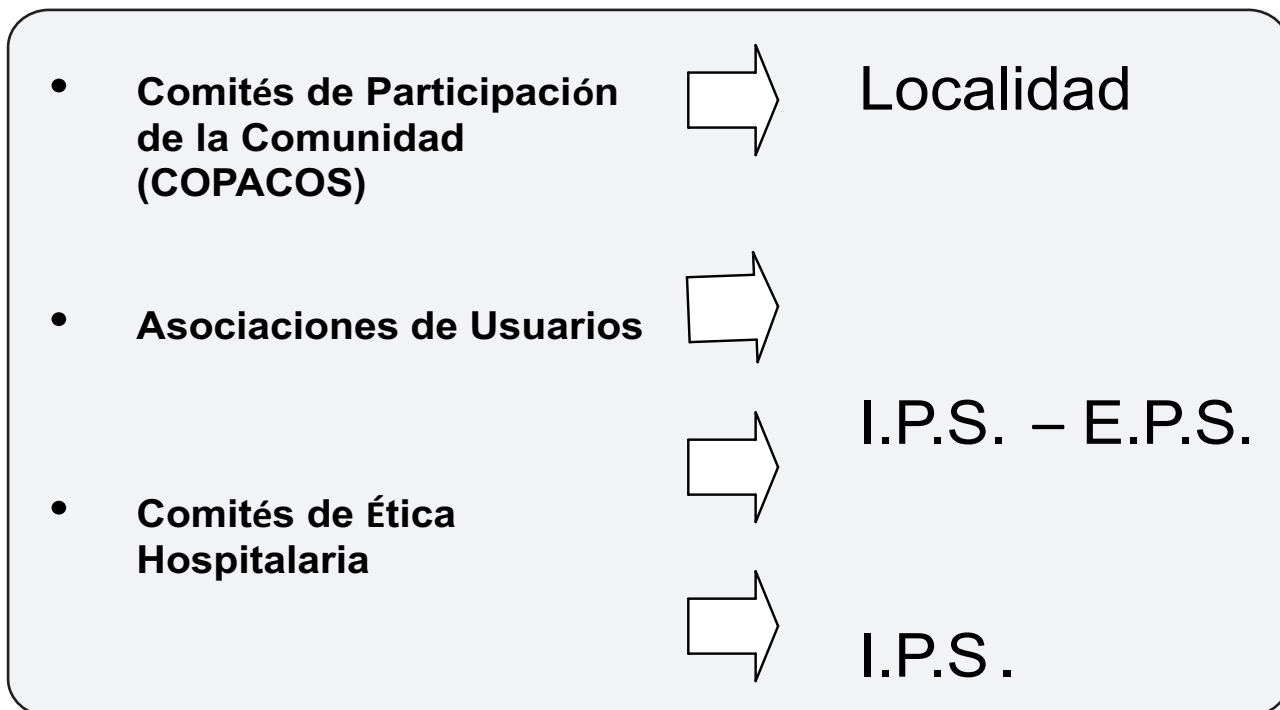 • Comités de Participación
de la Comunidad
(COPACOS)
Localidad
• Asociaciones de Usuarios
I.P.S. – E.P.S.
• Comités de Ética
Hospitalaria
I.P.S.